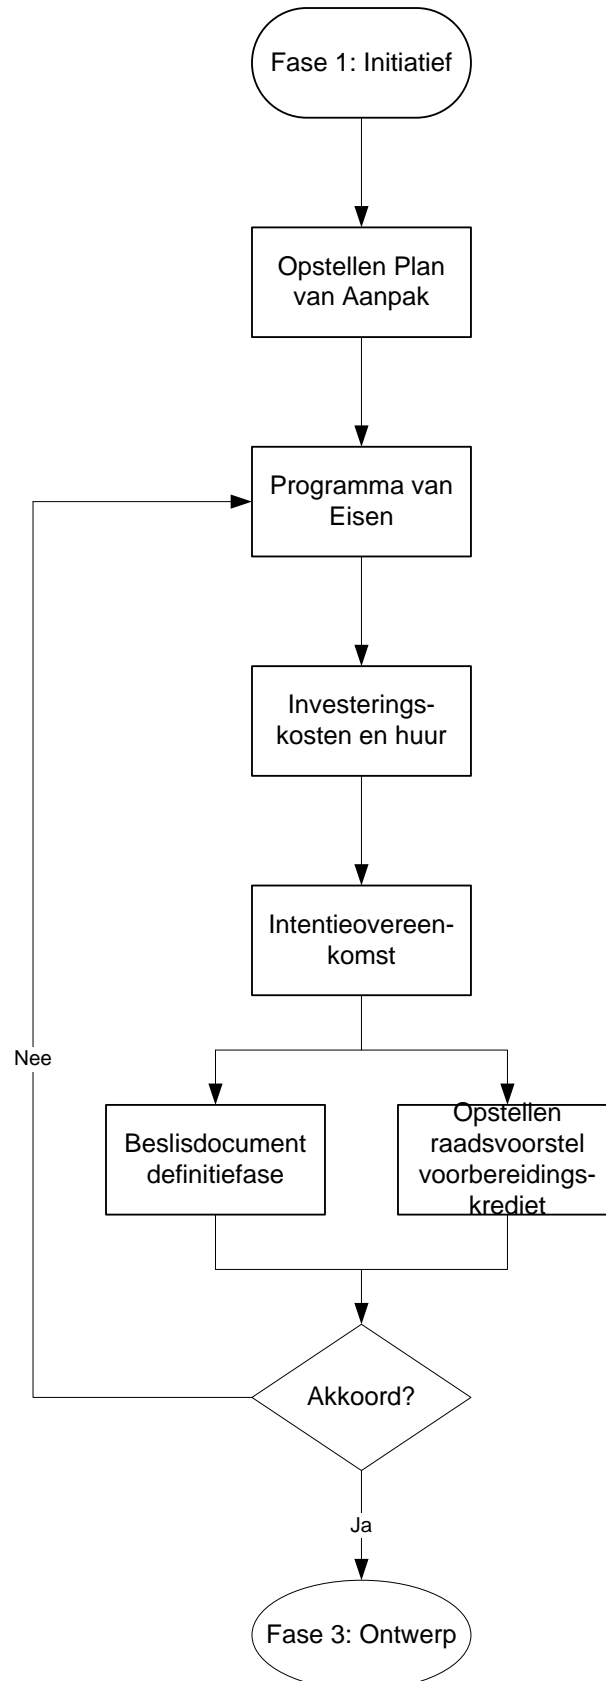 Fase 1: Initiatief
Opstellen Plan
van Aanpak
Programma van
Eisen
Investerings-
kosten en huur
Intentieovereen-
komst
Nee
Beslisdocument
definitiefase
Opstellen
raadsvoorstel
voorbereidings-
krediet
Akkoord?
Ja
Fase 3: Ontwerp